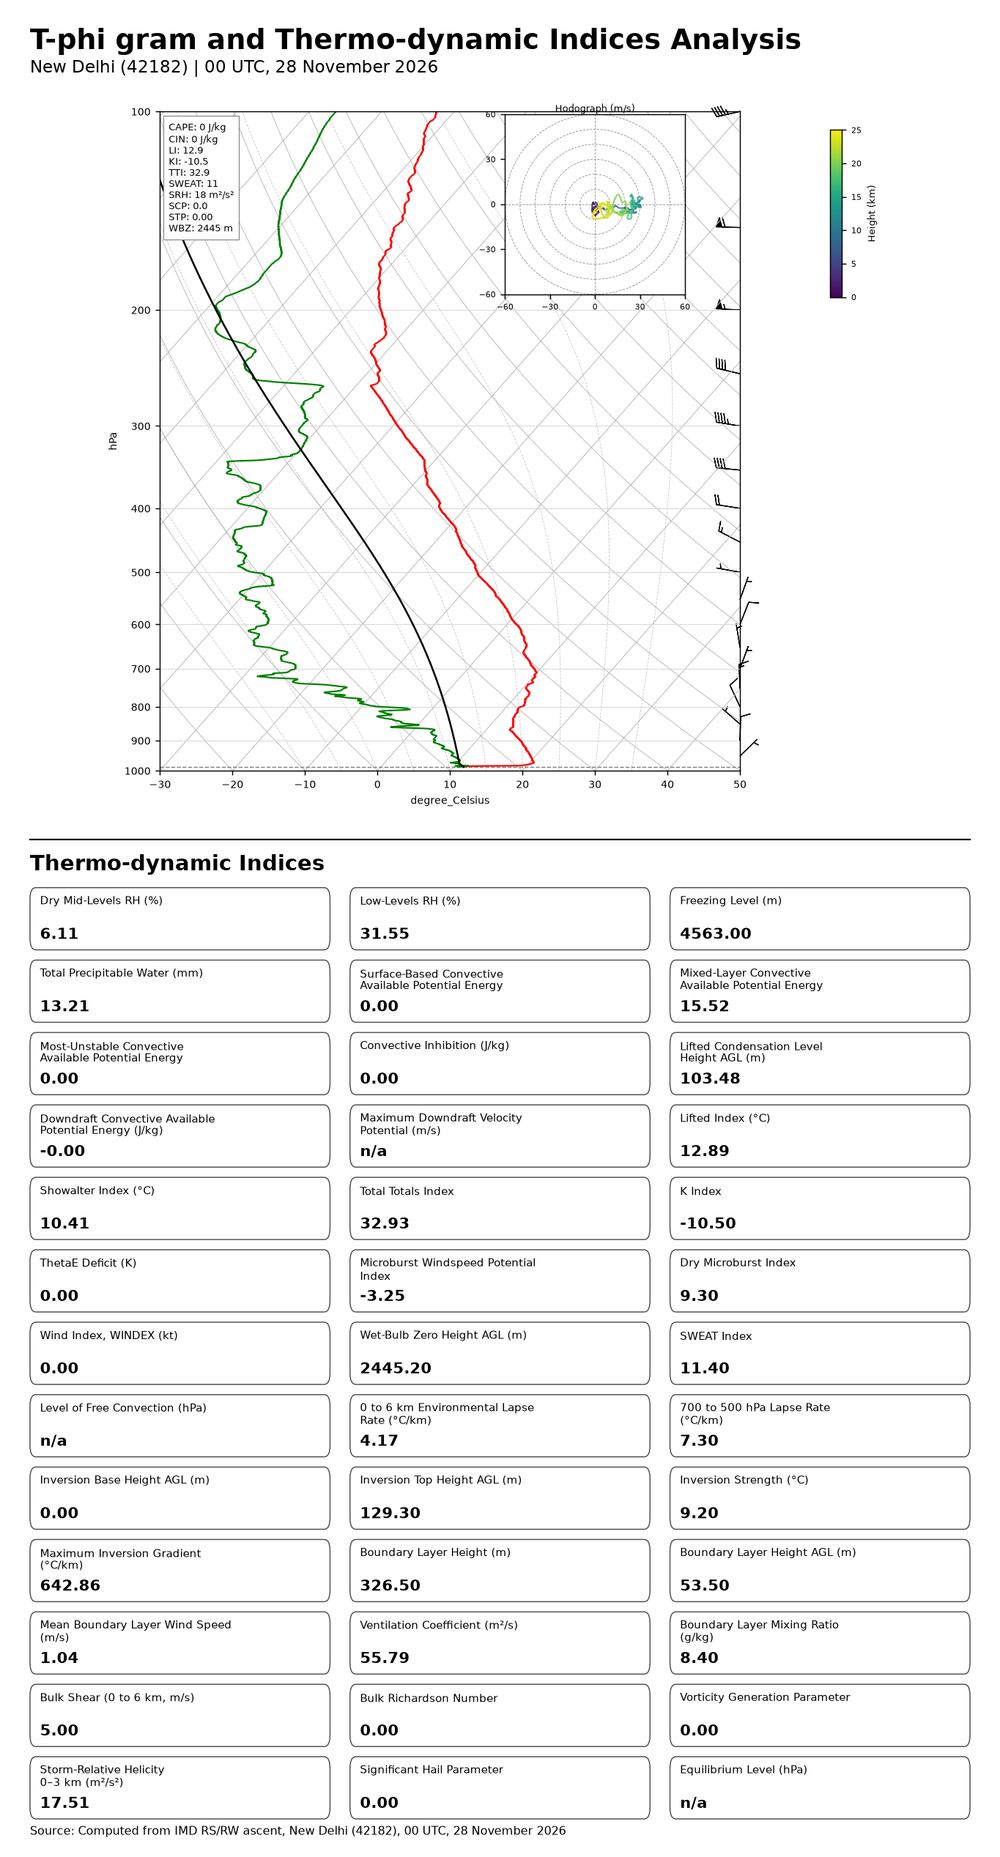 T-phi gram and Thermo-dynamic Indices Analysis
New Delhi (42182) | 00 UTC, 28 November 2026
Hodograph (m/s)
CAPE: 0 J/kg
CIN: 0 J/kg
LI: 12.9
KI: -10.5
TTI: 32.9
SWEAT: 11
SRH: 18 m²/s²
SCP: 0.0
STP: 0.00
WBZ: 2445 m
60
30
0
−30
−60
−60 −30 0 30 60
25
20
15
10
5
0
Height (km)
100
200
300
400
500
600
700
800
900
1000
hPa
−30 −20 −10 0 10 20 30 40 50
degree_Celsius
Thermo-dynamic Indices
Dry Mid-Levels RH (%)
6.11
Low-Levels RH (%)
31.55
Freezing Level (m)
4563.00
Total Precipitable Water (mm)
13.21
Surface-Based Convective
Available Potential Energy
0.00
Mixed-Layer Convective
Available Potential Energy
15.52
Most-Unstable Convective
Available Potential Energy
0.00
Convective Inhibition (J/kg)
0.00
Lifted Condensation Level
Height AGL (m)
103.48
Downdraft Convective Available
Potential Energy (J/kg)
-0.00
Maximum Downdraft Velocity
Potential (m/s)
n/a
Lifted Index (°C)
12.89
Showalter Index (°C)
10.41
Total Totals Index
32.93
K Index
-10.50
ThetaE Deficit (K)
0.00
Microburst Windspeed Potential
Index
-3.25
Dry Microburst Index
9.30
Wind Index, WINDEX (kt)
0.00
Wet-Bulb Zero Height AGL (m)
2445.20
SWEAT Index
11.40
Level of Free Convection (hPa)
n/a
0 to 6 km Environmental Lapse
Rate (°C/km)
4.17
700 to 500 hPa Lapse Rate
(°C/km)
7.30
Inversion Base Height AGL (m)
0.00
Inversion Top Height AGL (m)
129.30
Inversion Strength (°C)
9.20
Maximum Inversion Gradient
(°C/km)
642.86
Boundary Layer Height (m)
326.50
Boundary Layer Height AGL (m)
53.50
Mean Boundary Layer Wind Speed
(m/s)
1.04
Ventilation Coefficient (m²/s)
55.79
Boundary Layer Mixing Ratio
(g/kg)
8.40
Bulk Shear (0 to 6 km, m/s)
5.00
Bulk Richardson Number
0.00
Vorticity Generation Parameter
0.00
Storm-Relative Helicity
0–3 km (m²/s²)
17.51
Significant Hail Parameter
0.00
Equilibrium Level (hPa)
n/a
Source: Computed from IMD RS/RW ascent, New Delhi (42182), 00 UTC, 28 November 2026